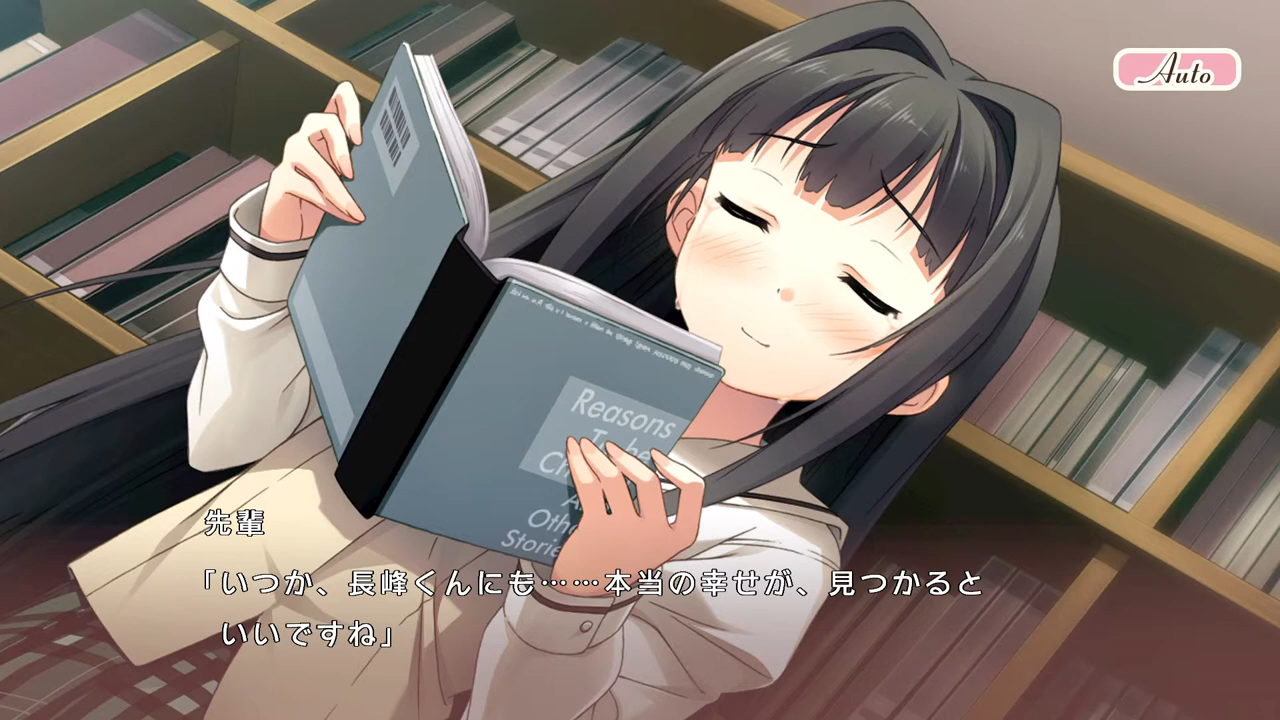 Auto
Reasons
Stories
先輩
「いつか、長峰くんにも……本当の幸せが、見つかると
いいですね」